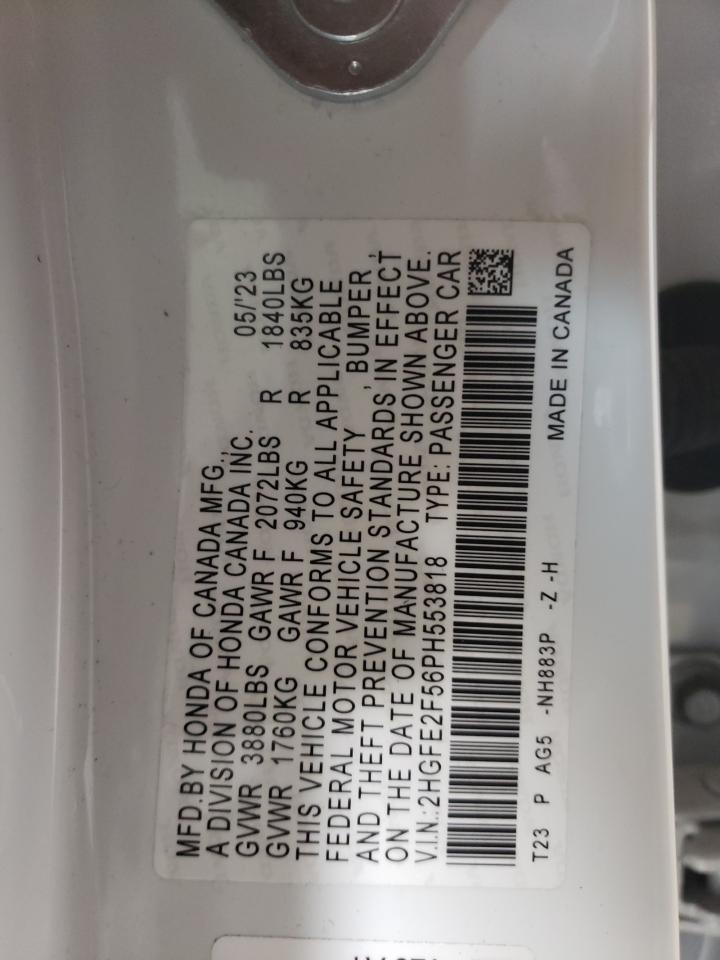 MFD.BY HONDA OF CANADA MFG.,
A DIVISION OF HONDA CANADA INC. 05/'23
GVWR 3880LBS GAWR F 2072LBS R 1840LBS
GVWR 1760KG GAWR F 940KG R 835KG
THIS VEHICLE CONFORMS TO ALL APPLICABLE
FEDERAL MOTOR VEHICLE SAFETY , BUMPER ,
AND THEFT PREVENTION STANDARDS IN EFFECT
ON THE DATE OF MANUFACTURE SHOWN ABOVE.
V.I.N.:2HGFE2F56PH553818 TYPE: PASSENGER CAR
T23 P AG5 -NH883P -Z -H
MADE IN CANADA